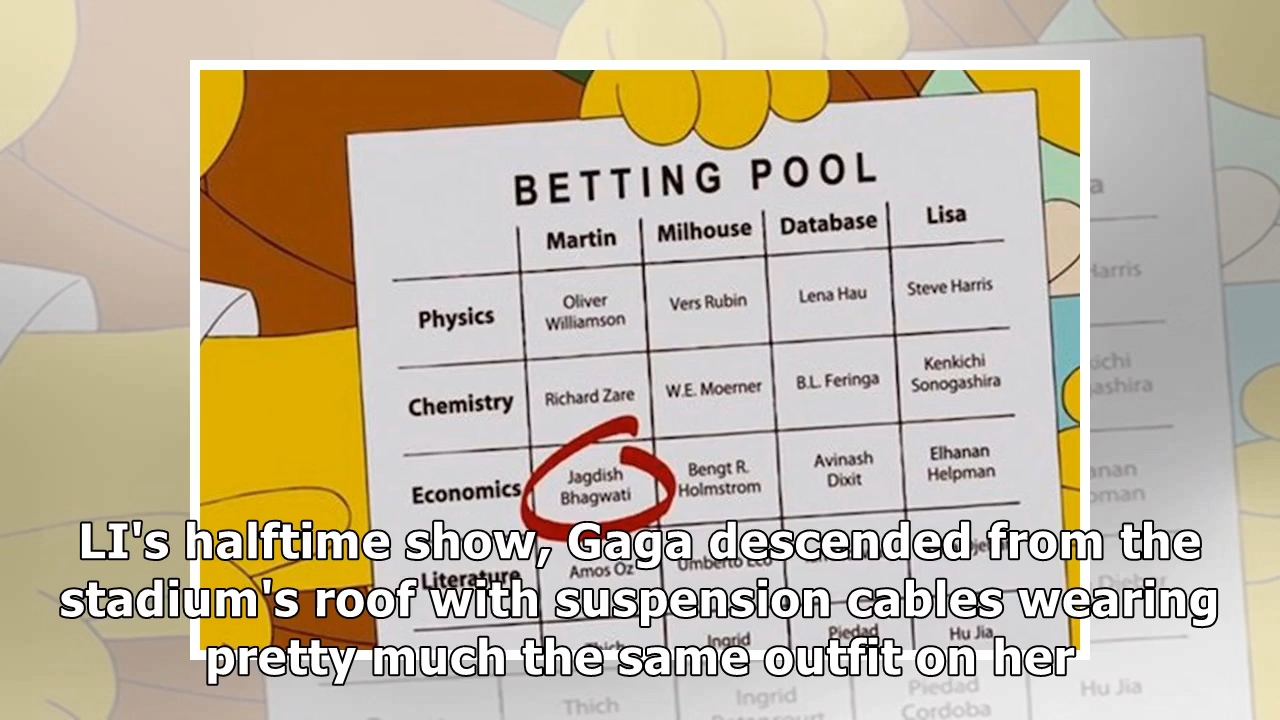 BETTING POOL
Martin Milhouse Database Lisa
Physics Oliver Williamson Vers Rubin Lena Hau Steve Harris
Chemistry Richard Zare W.E. Moerner B.L. Feringa Kenkichi Sonogashira
Economics Jagdish Bhagwati Bengt R. Holmstrom Avinash Dixit Elhanan Helpman
Literature Amos Oz Umberto Eco
Thich Ingrid Piedad Hu Jia
LI's halftime show, Gaga descended from the
stadium's roof with suspension cables wearing
pretty much the same outfit on her
Thich Ingrid Piedad Cordoba Hu Jia